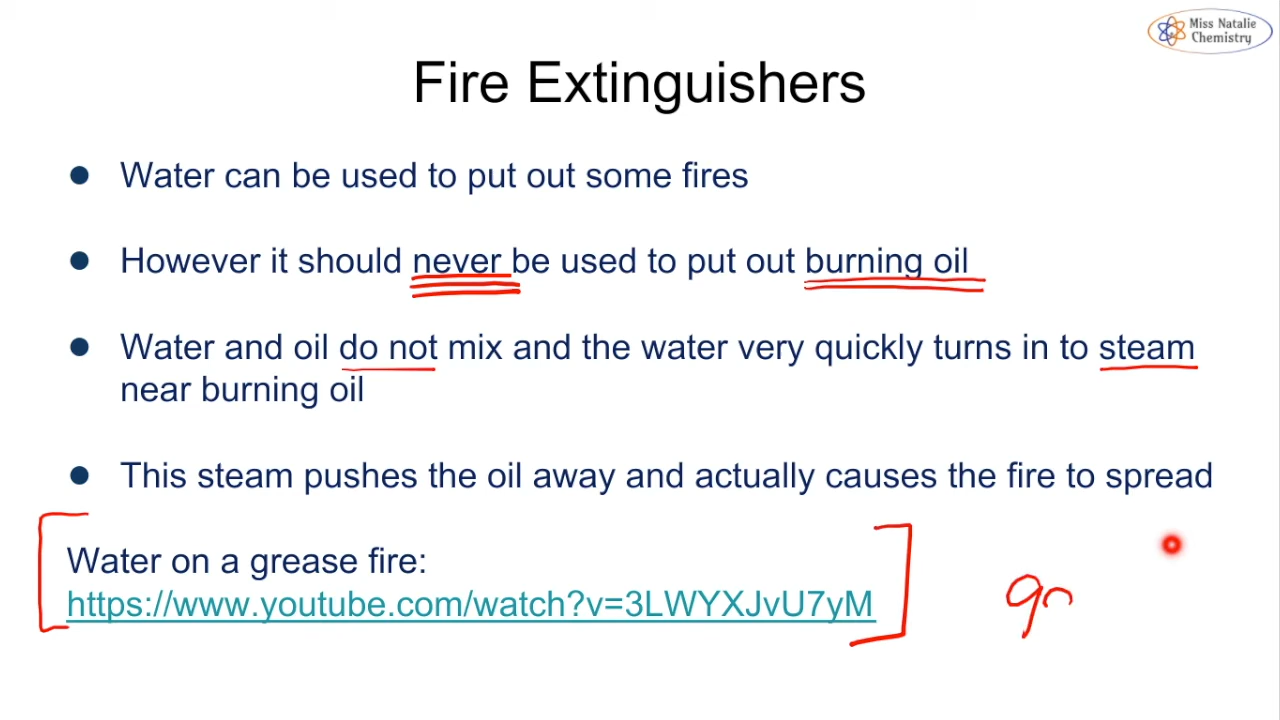 Miss Natalie
Chemistry
Fire Extinguishers
● Water can be used to put out some fires
● However it should never be used to put out burning oil
● Water and oil do not mix and the water very quickly turns in to steam
near burning oil
● This steam pushes the oil away and actually causes the fire to spread
Water on a grease fire:
https://www.youtube.com/watch?v=3LWYXJvU7yM